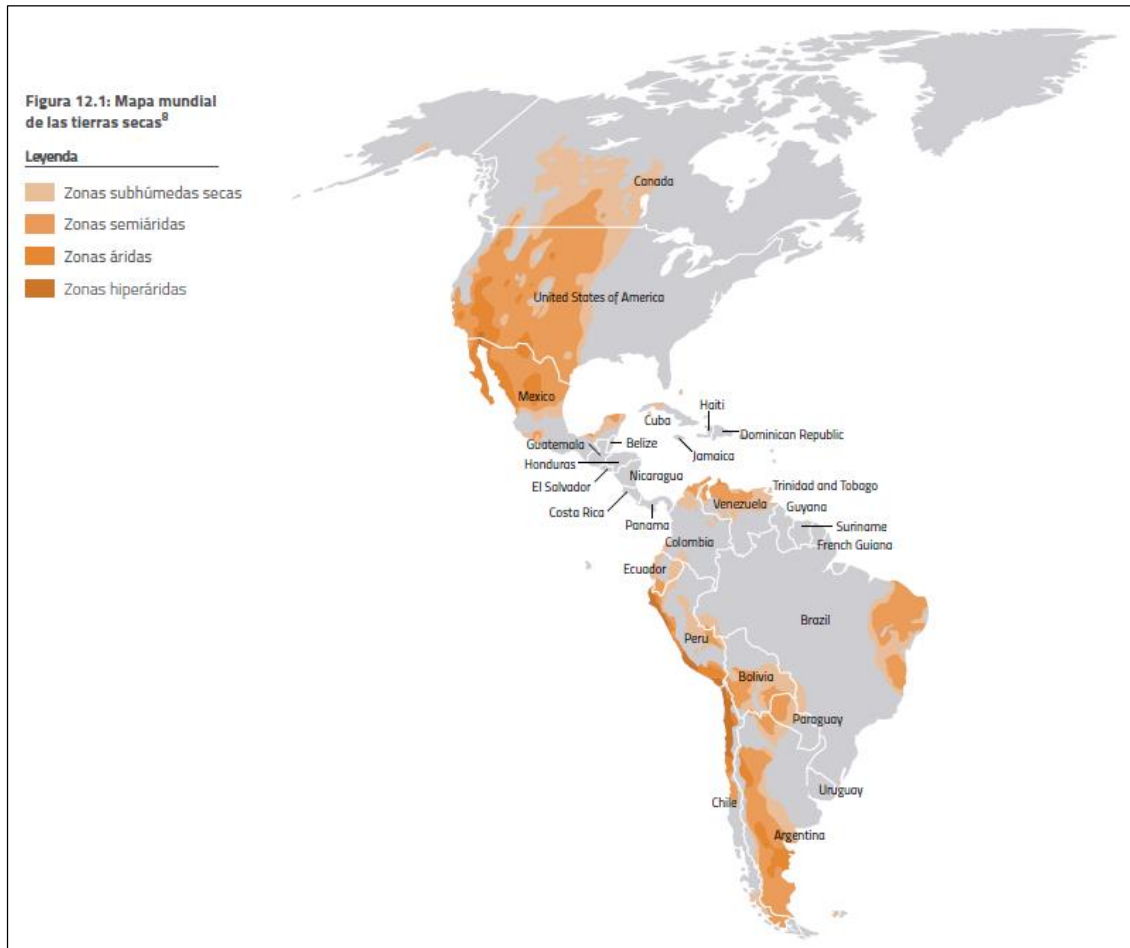 Figura 12.1: Mapa mundial
de las tierras secas8
Leyenda
Zonas subhúmedas secas
Zonas semiáridas
Zonas áridas
Zonas hiperáridas
Canada
United States of America
Mexico
Cuba
Haiti
Dominican Republic
Jamaica
Guatemala
Belize
Honduras
Nicaragua
El Salvador
Costa Rica
Panama
Trinidad and Tobago
Venezuela
Guyana
Suriname
French Guiana
Colombia
Ecuador
Brazil
Peru
Bolivia
Paraguay
Uruguay
Chile
Argentina